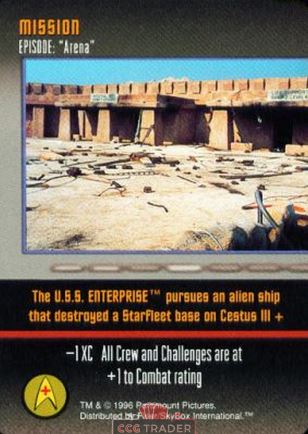 MISSION
EPISODE: "Arena"
The U.S.S. ENTERPRISE™ pursues an alien ship
that destroyed a Starfleet base on Cestus III +
–1 XC All Crew and Challenges are at
+1 to Combat rating
TM & © 1996 Paramount Pictures.
Distributed by Fleer/SkyBox International.™
CCG TRADER